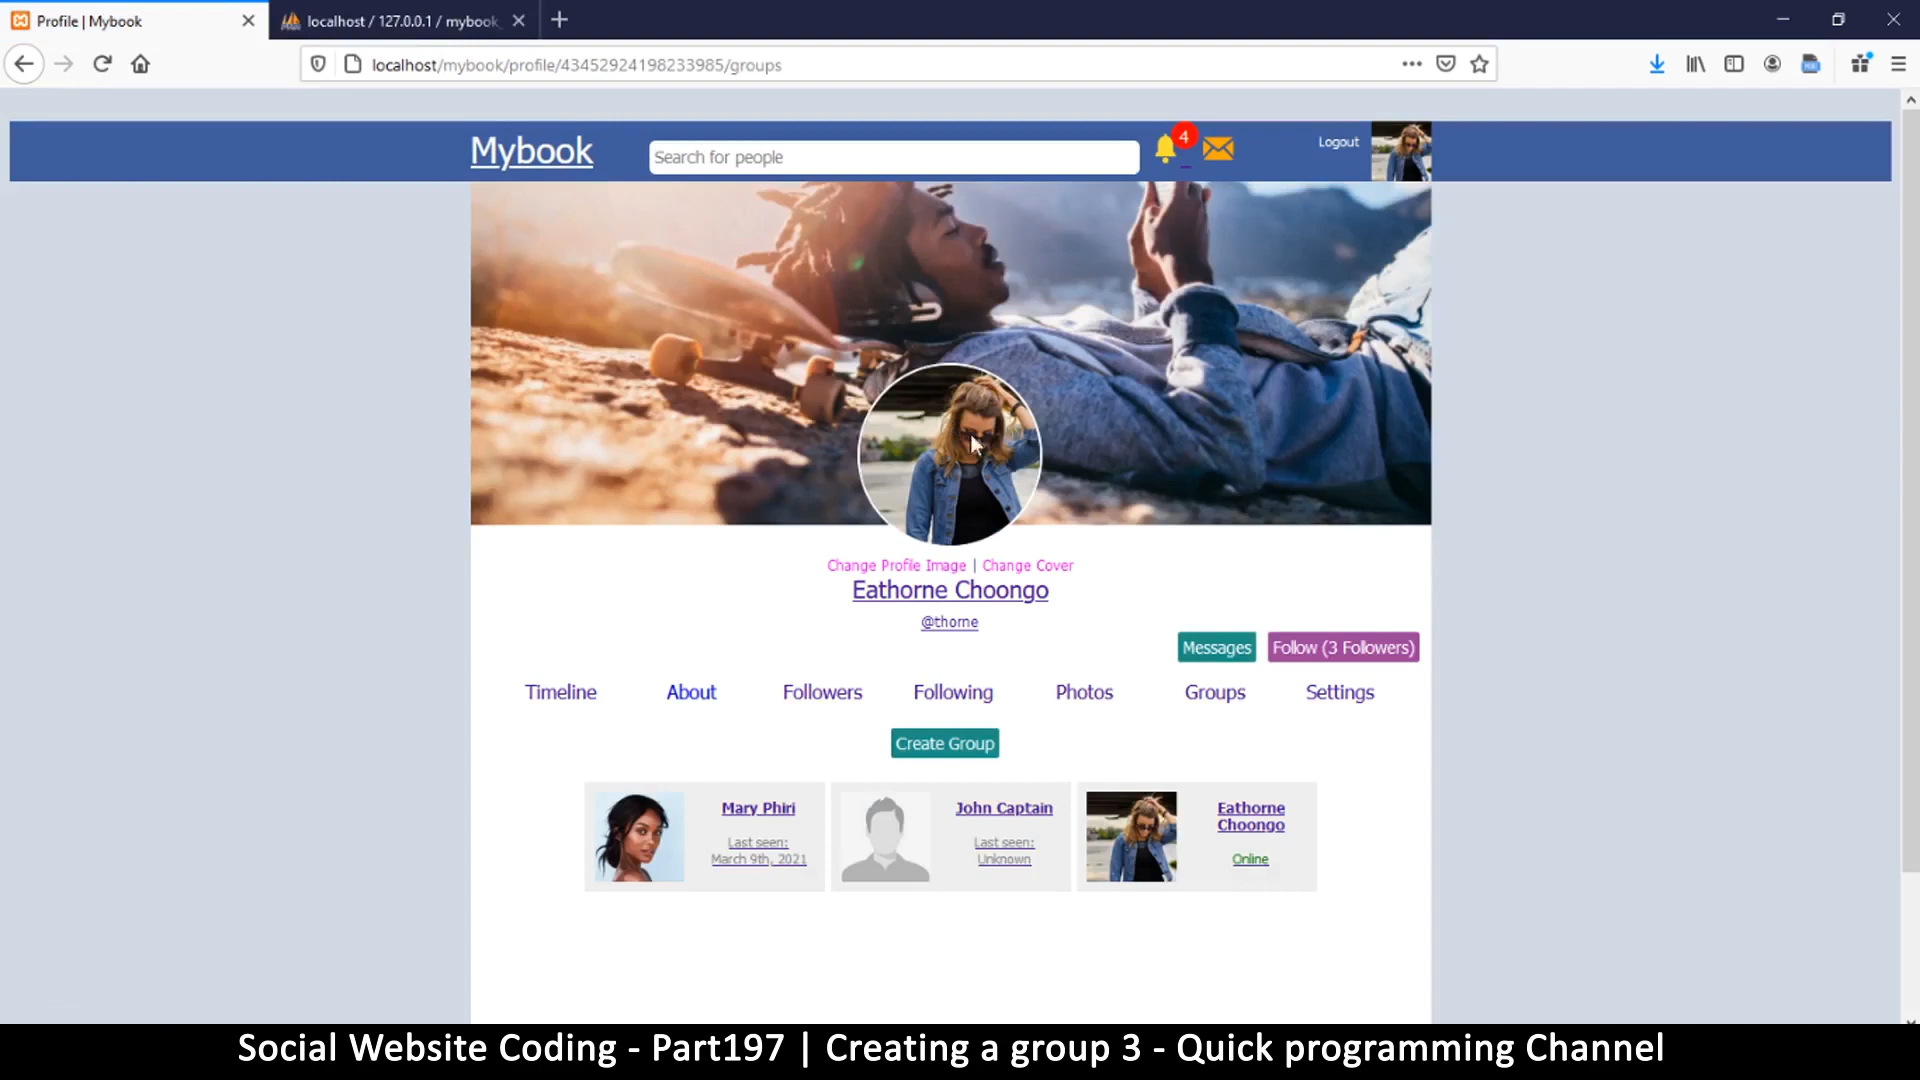 Profile | Mybook
localhost / 127.0.0.1 / mybook
localhost/mybook/profile/43452924198233985/groups
Mybook
Search for people
4
Logout
Change Profile Image | Change Cover
Eathorne Choongo
@thorne
Messages
Follow (3 Followers)
Timeline
About
Followers
Following
Photos
Groups
Settings
Create Group
Mary Phiri
Last seen:
March 9th, 2021
John Captain
Last seen:
Unknown
Eathorne
Choongo
Online
Social Website Coding - Part197 | Creating a group 3 - Quick programming Channel